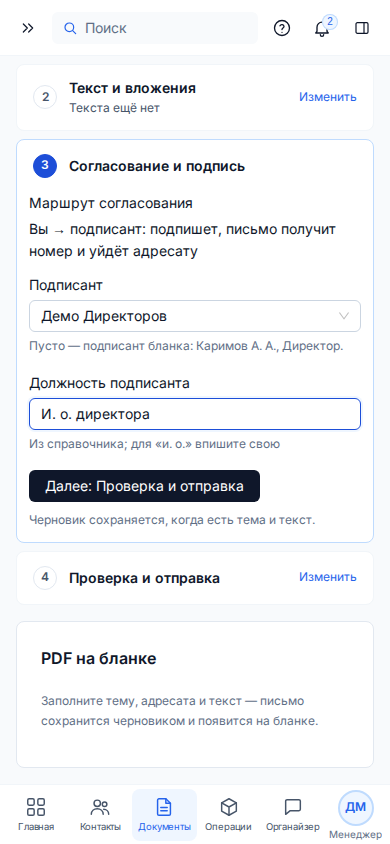 Поиск
2
2
Текст и вложения
Текста ещё нет
Изменить
3
Согласование и подпись
Маршрут согласования
Вы → подписант: подпишет, письмо получит
номер и уйдёт адресату
Подписант
Демо Директоров
Пусто — подписант бланка: Каримов А. А., Директор.
Должность подписанта
И. о. директора
Из справочника; для «и. о.» впишите свою
Далее: Проверка и отправка
Черновик сохраняется, когда есть тема и текст.
4
Проверка и отправка
Изменить
PDF на бланке
Заполните тему, адресата и текст — письмо
сохранится черновиком и появится на бланке.
Главная
Контакты
Документы
Операции
Органайзер
ДМ
Менеджер